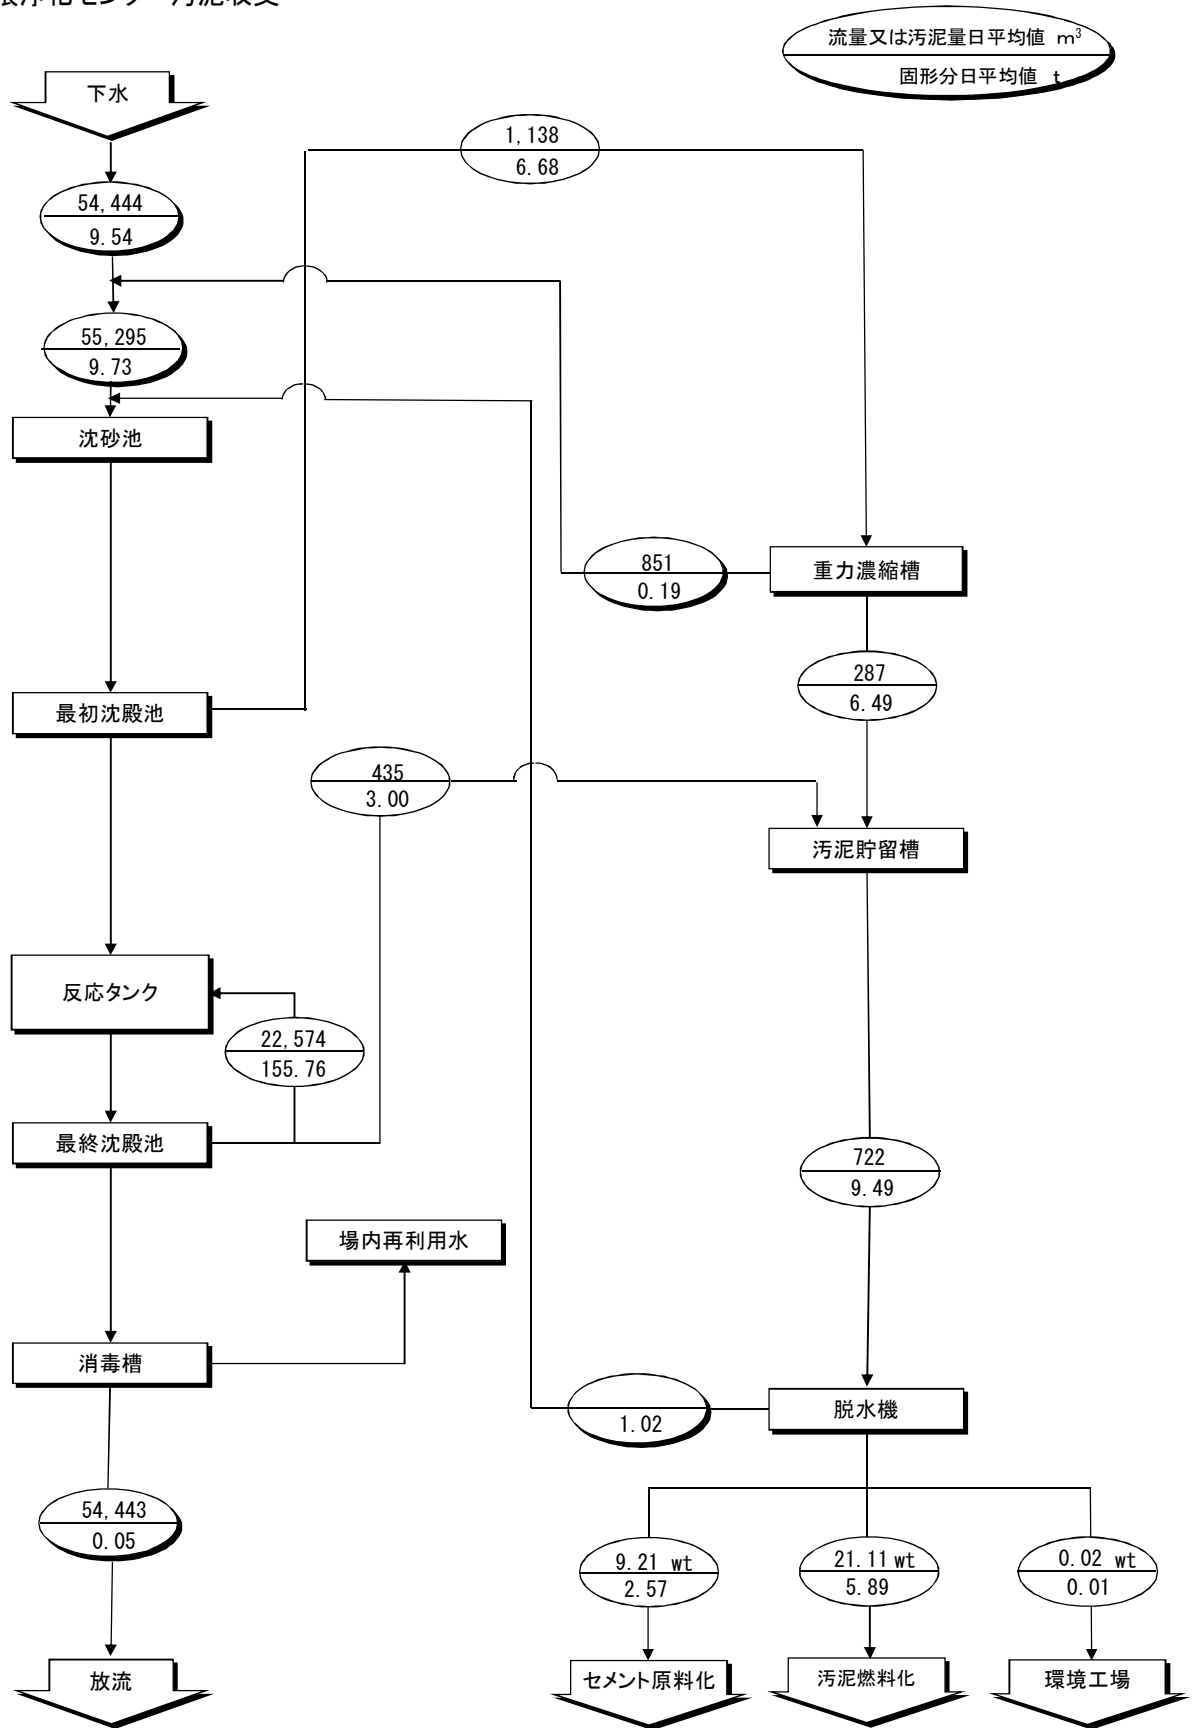 浄化センター 汚泥収支
流量又は汚泥量日平均値 m³
固形分日平均値 t
下水
1,138
6.68
54,444
9.54
55,295
9.73
沈砂池
851
0.19
重力濃縮槽
287
6.49
最初沈殿池
435
3.00
汚泥貯留槽
反応タンク
22,574
155.76
最終沈殿池
722
9.49
場内再利用水
消毒槽
脱水機
1.02
54,443
0.05
9.21 wt
2.57
21.11 wt
5.89
0.02 wt
0.01
放流
セメント原料化
汚泥燃料化
環境工場